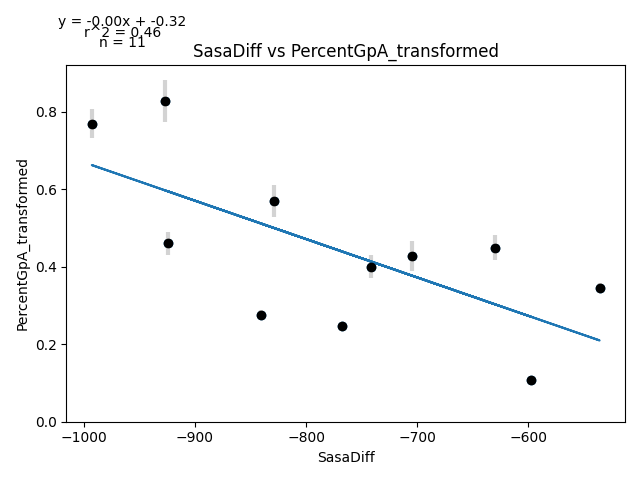 y = -0.00x + -0.32
r^2 = 0.46
n = 11
SasaDiff vs PercentGpA_transformed
PercentGpA_transformed
0.8
0.6
0.4
0.2
0.0
−1000 −900 −800 −700 −600
SasaDiff